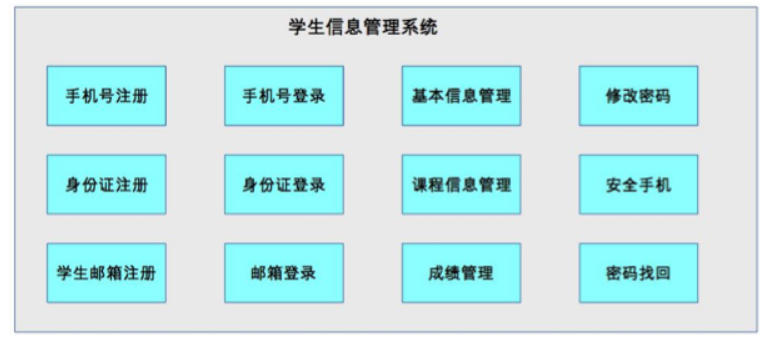 学生信息管理系统
手机号注册 手机号登录 基本信息管理 修改密码
身份证注册 身份证登录 课程信息管理 安全手机
学生邮箱注册 邮箱登录 成绩管理 密码找回